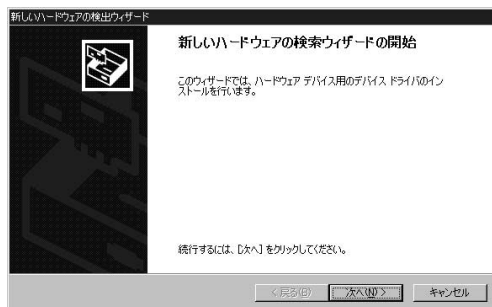 新しいハードウェアの検出ウィザード
新しいハードウェアの検索ウィザードの開始
このウィザードでは、ハードウェア デバイス用のデバイス ドライバのイン
ストールを行います。
続行するには、[次へ] をクリックしてください。
< 戻る(B)
次へ(N) >
キャンセル